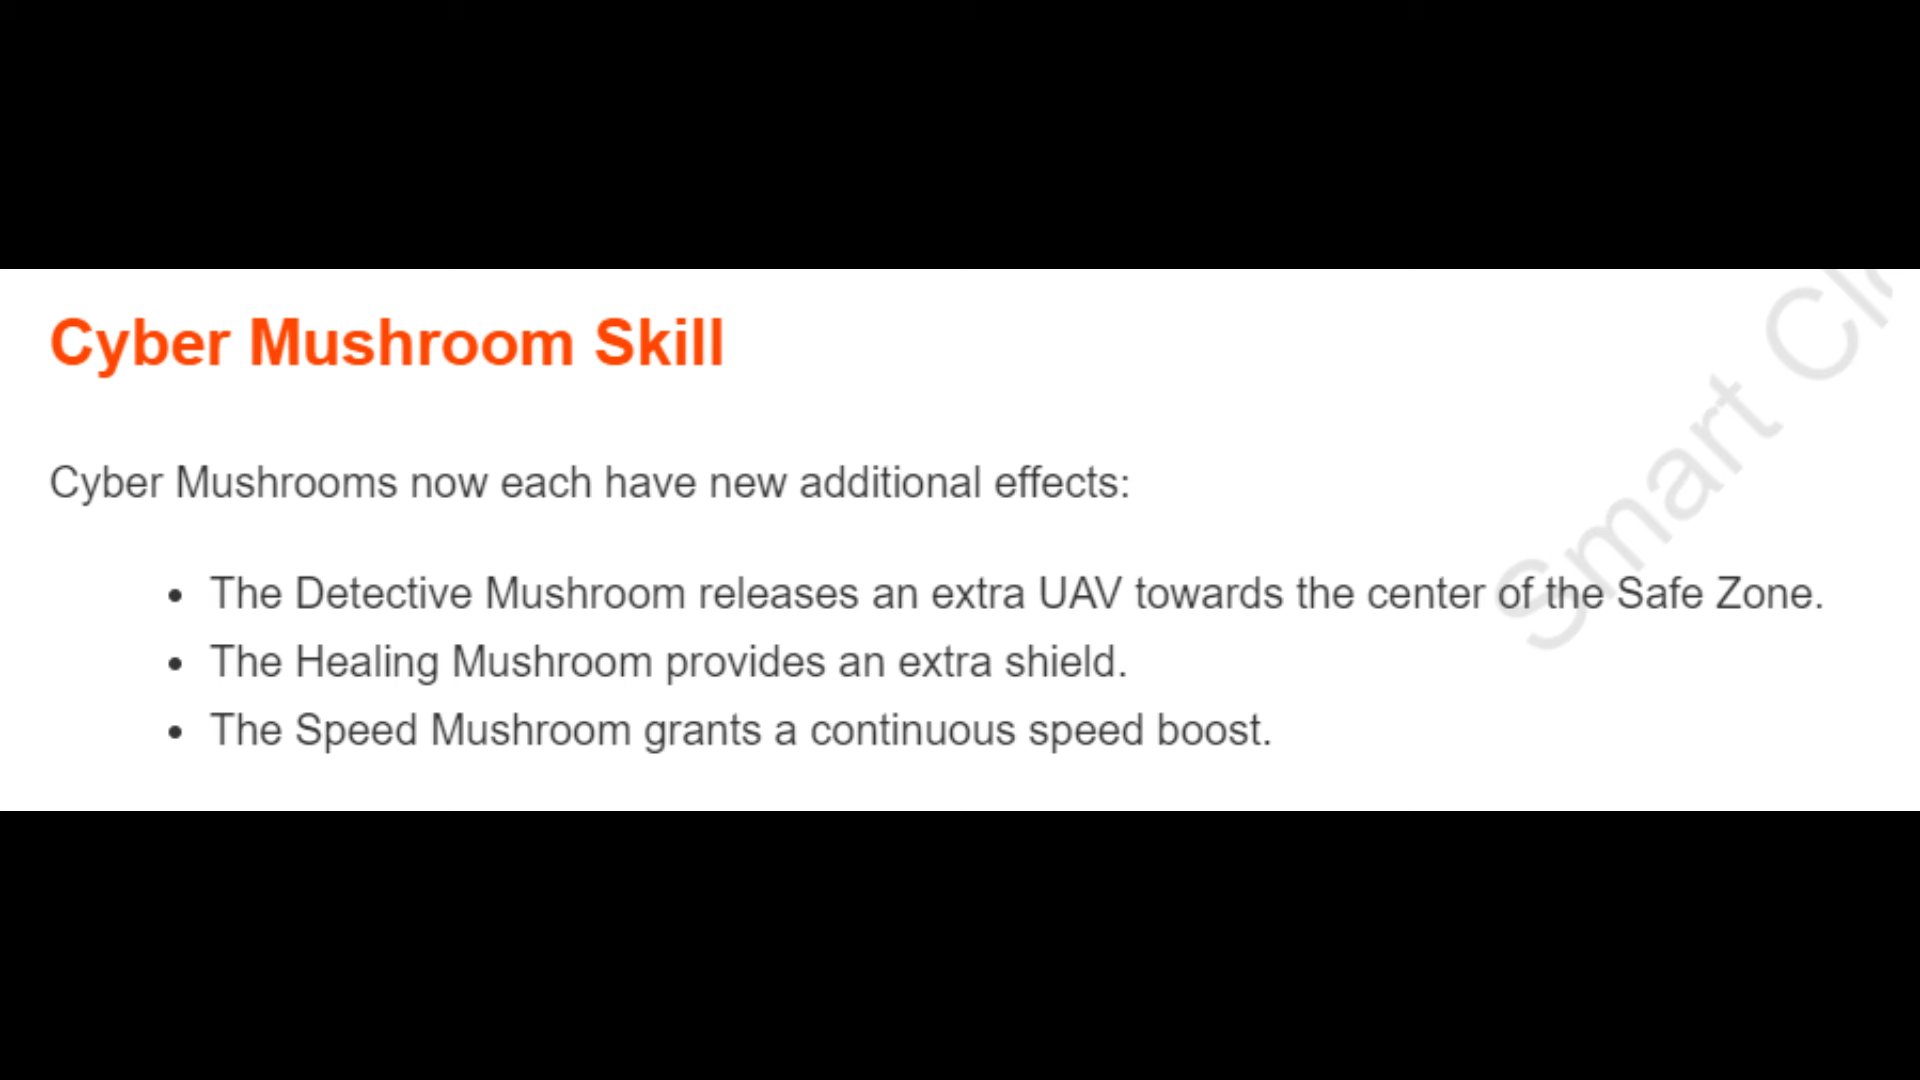 Cyber Mushroom Skill
Cyber Mushrooms now each have new additional effects:
• The Detective Mushroom releases an extra UAV towards the center of the Safe Zone.
• The Healing Mushroom provides an extra shield.
• The Speed Mushroom grants a continuous speed boost.
Smart